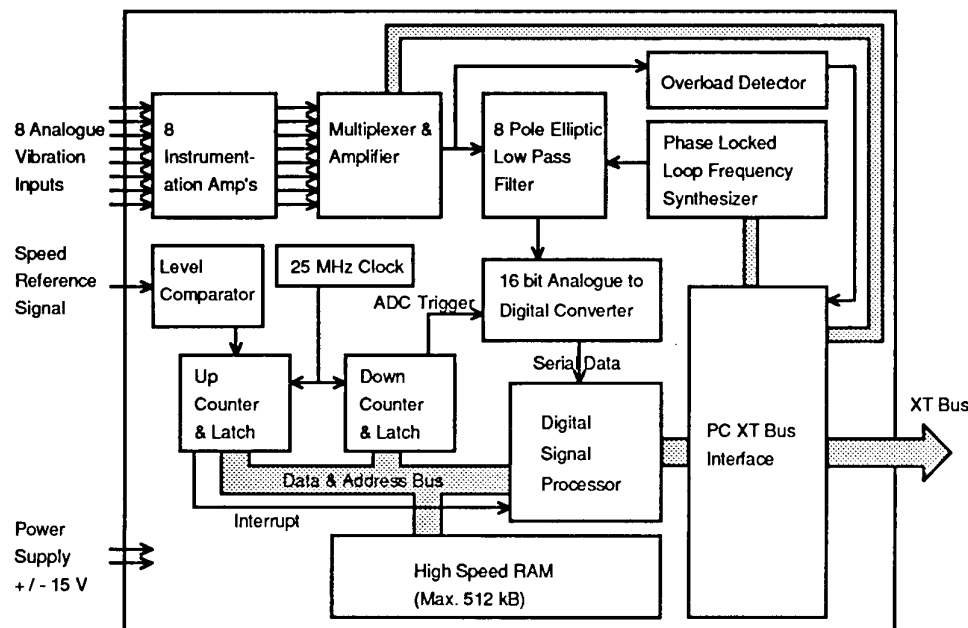 8 Analogue
Vibration
Inputs
8
Instrument-
ation Amp's
Multiplexer &
Amplifier
8 Pole Elliptic
Low Pass
Filter
Overload Detector
Phase Locked
Loop Frequency
Synthesizer
Speed
Reference
Signal
Level
Comparator
25 MHz Clock
ADC Trigger
16 bit Analogue to
Digital Converter
Serial Data
Up
Counter
& Latch
Down
Counter
& Latch
Digital
Signal
Processor
PC XT Bus
Interface
XT Bus
Data & Address Bus
Interrupt
Power
Supply
+ / - 15 V
High Speed RAM
(Max. 512 kB)